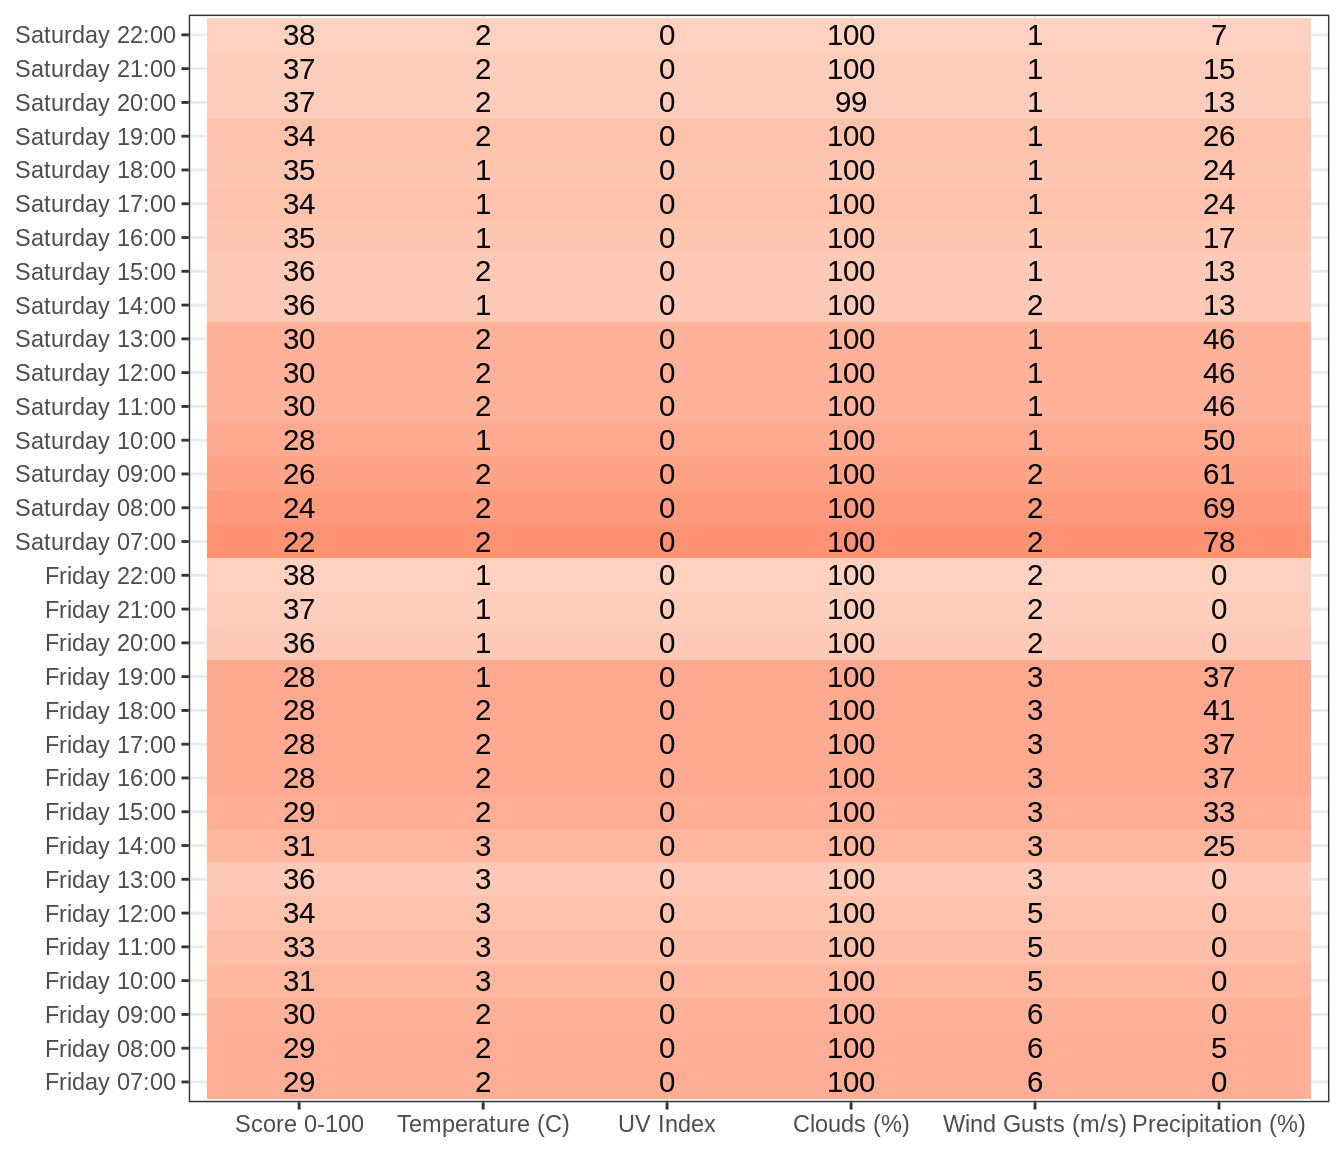 Saturday 22:00 38 2 0 100 1 7
Saturday 21:00 37 2 0 100 1 15
Saturday 20:00 37 2 0 99 1 13
Saturday 19:00 34 2 0 100 1 26
Saturday 18:00 35 1 0 100 1 24
Saturday 17:00 34 1 0 100 1 24
Saturday 16:00 35 1 0 100 1 17
Saturday 15:00 36 2 0 100 1 13
Saturday 14:00 36 1 0 100 2 13
Saturday 13:00 30 2 0 100 1 46
Saturday 12:00 30 2 0 100 1 46
Saturday 11:00 30 2 0 100 1 46
Saturday 10:00 28 1 0 100 1 50
Saturday 09:00 26 2 0 100 2 61
Saturday 08:00 24 2 0 100 2 69
Saturday 07:00 22 2 0 100 2 78
Friday 22:00 38 1 0 100 2 0
Friday 21:00 37 1 0 100 2 0
Friday 20:00 36 1 0 100 2 0
Friday 19:00 28 1 0 100 3 37
Friday 18:00 28 2 0 100 3 41
Friday 17:00 28 2 0 100 3 37
Friday 16:00 28 2 0 100 3 37
Friday 15:00 29 2 0 100 3 33
Friday 14:00 31 3 0 100 3 25
Friday 13:00 36 3 0 100 3 0
Friday 12:00 34 3 0 100 5 0
Friday 11:00 33 3 0 100 5 0
Friday 10:00 31 3 0 100 5 0
Friday 09:00 30 2 0 100 6 0
Friday 08:00 29 2 0 100 6 5
Friday 07:00 29 2 0 100 6 0
Score 0-100 Temperature (C) UV Index Clouds (%) Wind Gusts (m/s) Precipitation (%)